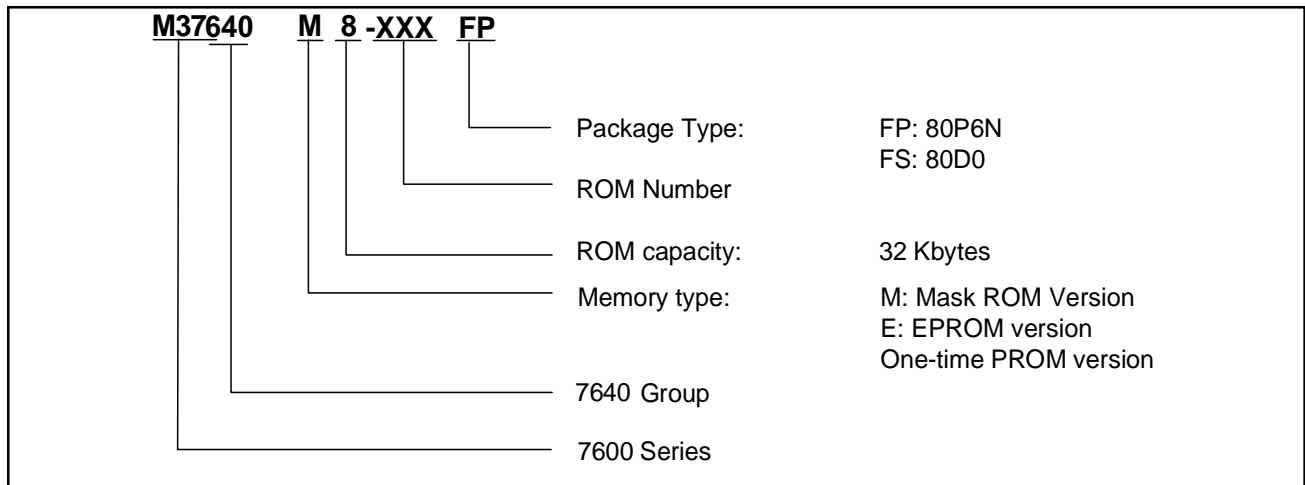 M37640 M 8 -XXX FP
Package Type: FP: 80P6N
FS: 80D0
ROM Number
ROM capacity: 32 Kbytes
Memory type: M: Mask ROM Version
E: EPROM version
One-time PROM version
7640 Group
7600 Series